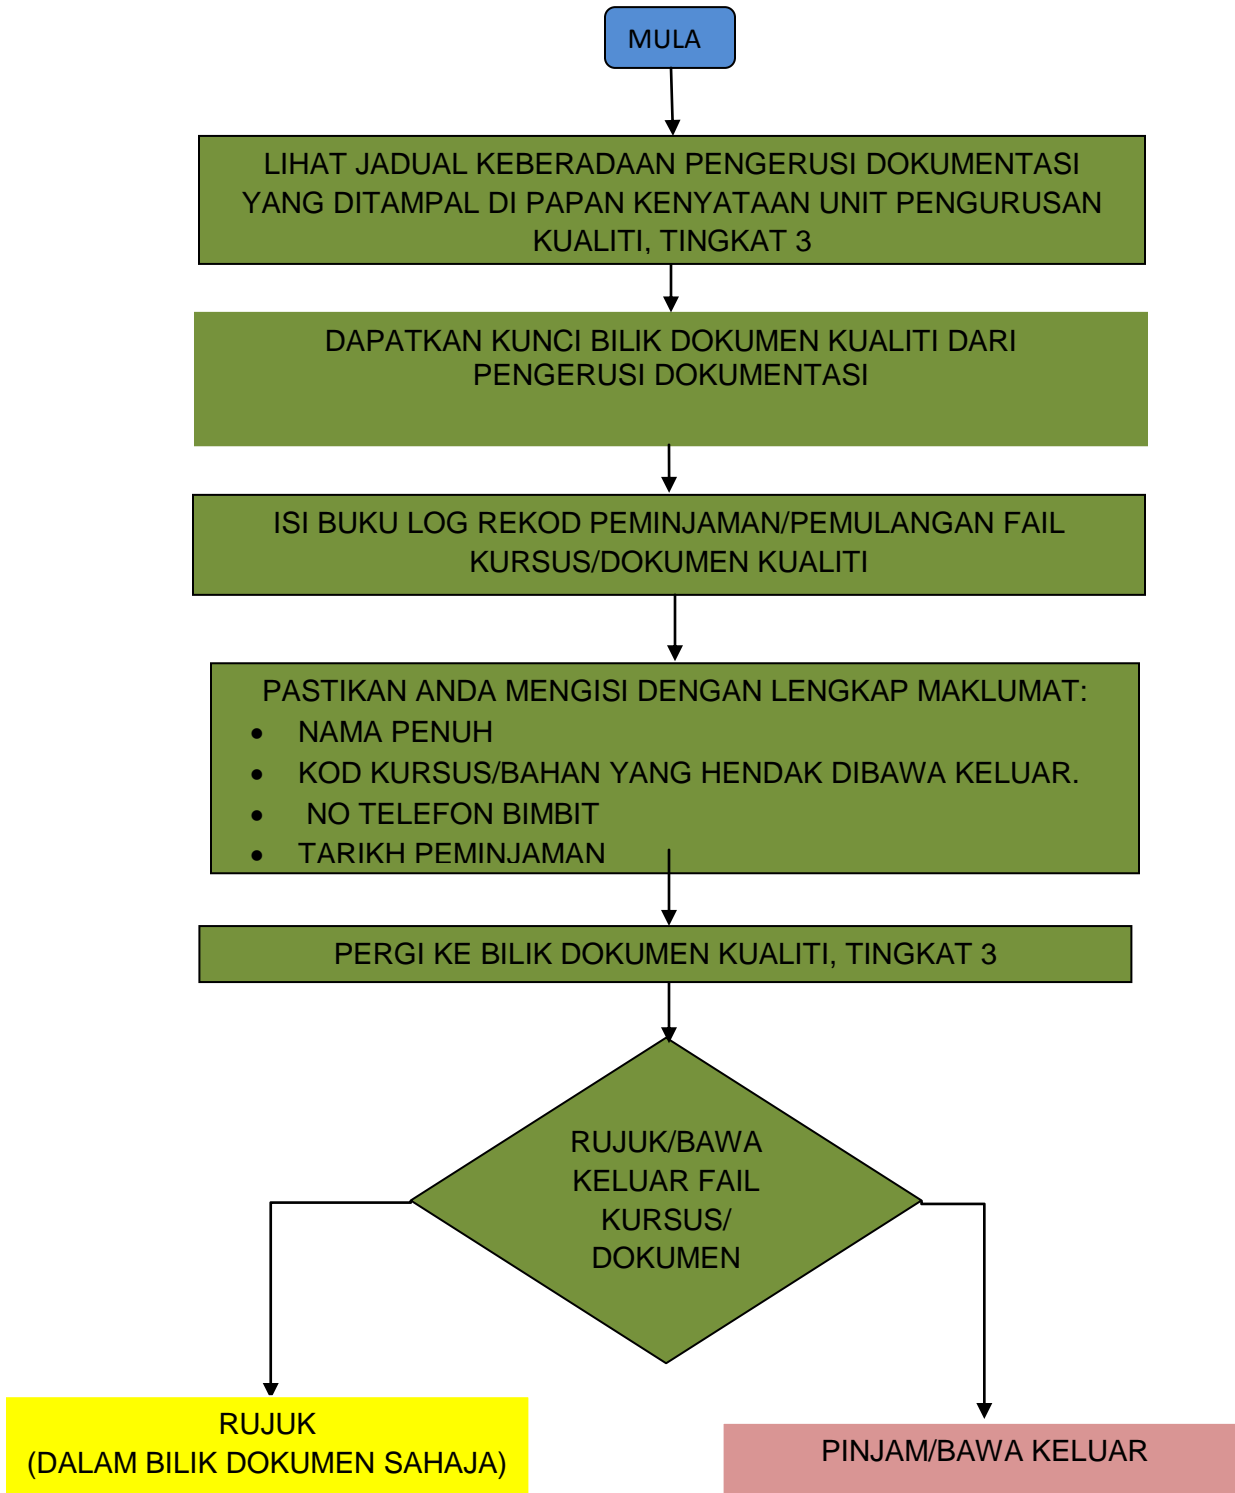 MULA
LIHAT JADUAL KEBERADAAN PENGERUSI DOKUMENTASI
YANG DITAMPAL DI PAPAN KENYATAAN UNIT PENGURUSAN
KUALITI, TINGKAT 3
DAPATKAN KUNCI BILIK DOKUMEN KUALITI DARI
PENGERUSI DOKUMENTASI
ISI BUKU LOG REKOD PEMINJAMAN/PEMULANGAN FAIL
KURSUS/DOKUMEN KUALITI
PASTIKAN ANDA MENGISI DENGAN LENGKAP MAKLUMAT:
• NAMA PENUH
• KOD KURSUS/BAHAN YANG HENDAK DIBAWA KELUAR.
• NO TELEFON BIMBIT
• TARIKH PEMINJAMAN
PERGI KE BILIK DOKUMEN KUALITI, TINGKAT 3
RUJUK/BAWA
KELUAR FAIL
KURSUS/
DOKUMEN
RUJUK
(DALAM BILIK DOKUMEN SAHAJA)
PINJAM/BAWA KELUAR